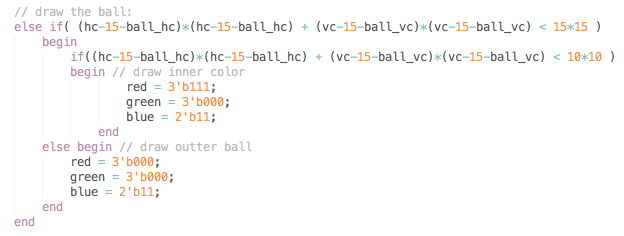 // draw the ball:
else if( (hc-15-ball_hc)*(hc-15-ball_hc) + (vc-15-ball_vc)*(vc-15-ball_vc) < 15*15 )
begin
if((hc-15-ball_hc)*(hc-15-ball_hc) + (vc-15-ball_vc)*(vc-15-ball_vc) < 10*10 )
begin // draw inner color
red = 3'b111;
green = 3'b000;
blue = 2'b11;
end
else begin // draw outter ball
red = 3'b000;
green = 3'b000;
blue = 2'b11;
end
end